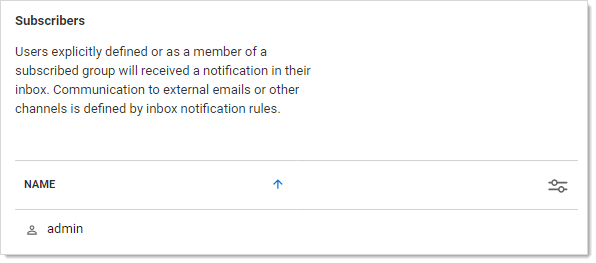 Subscribers
Users explicitly defined or as a member of a
subscribed group will received a notification in their
inbox. Communication to external emails or other
channels is defined by inbox notification rules.
NAME
admin